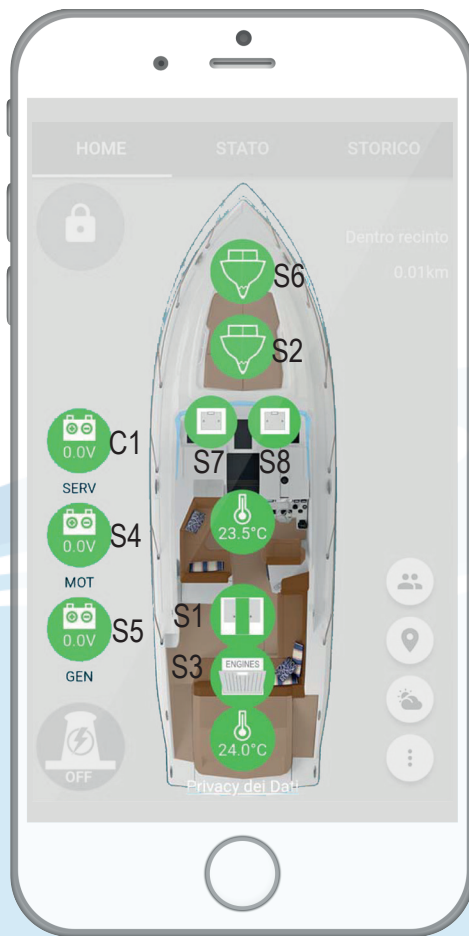 HOME STATO STORICO
Dentro recinto
0.01km
S6
S2
S7 S8
0.0V C1
SERV
0.0V S4
MOT
0.0V S5
GEN
23.5°C
S1
S3 ENGINES
24.0°C
OFF
Privacy dei Dati